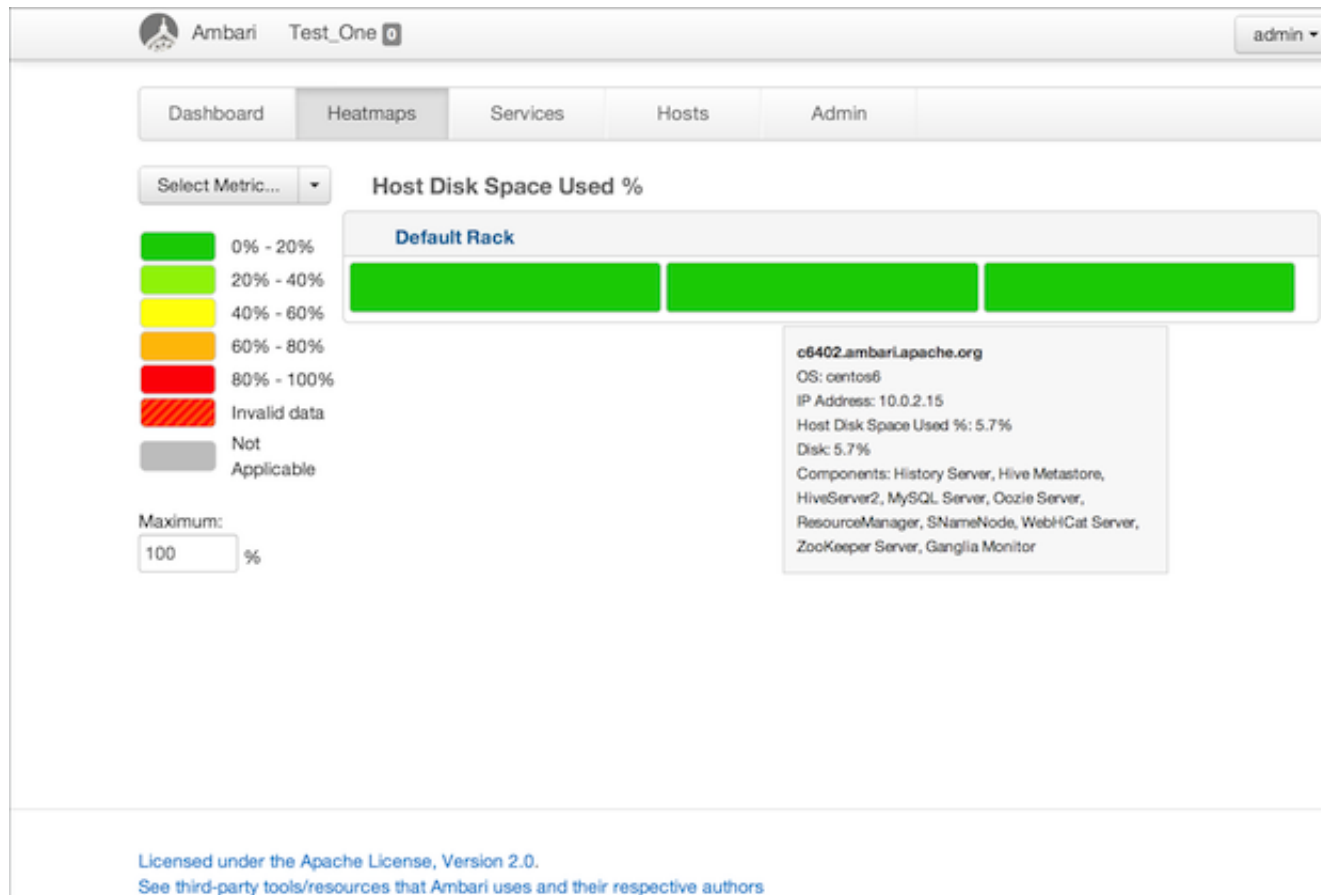 Ambari Test_One 0 admin
Dashboard Heatmaps Services Hosts Admin
Select Metric...
Host Disk Space Used %
Default Rack
0% - 20%
20% - 40%
40% - 60%
60% - 80%
80% - 100%
Invalid data
Not
Applicable
Maximum:
100 %
c6402.ambari.apache.org
OS: centos6
IP Address: 10.0.2.15
Host Disk Space Used %: 5.7%
Disk: 5.7%
Components: History Server, Hive Metastore,
HiveServer2, MySQL Server, Oozie Server,
ResourceManager, SNameNode, WebHCat Server,
ZooKeeper Server, Ganglia Monitor
Licensed under the Apache License, Version 2.0.
See third-party tools/resources that Ambari uses and their respective authors